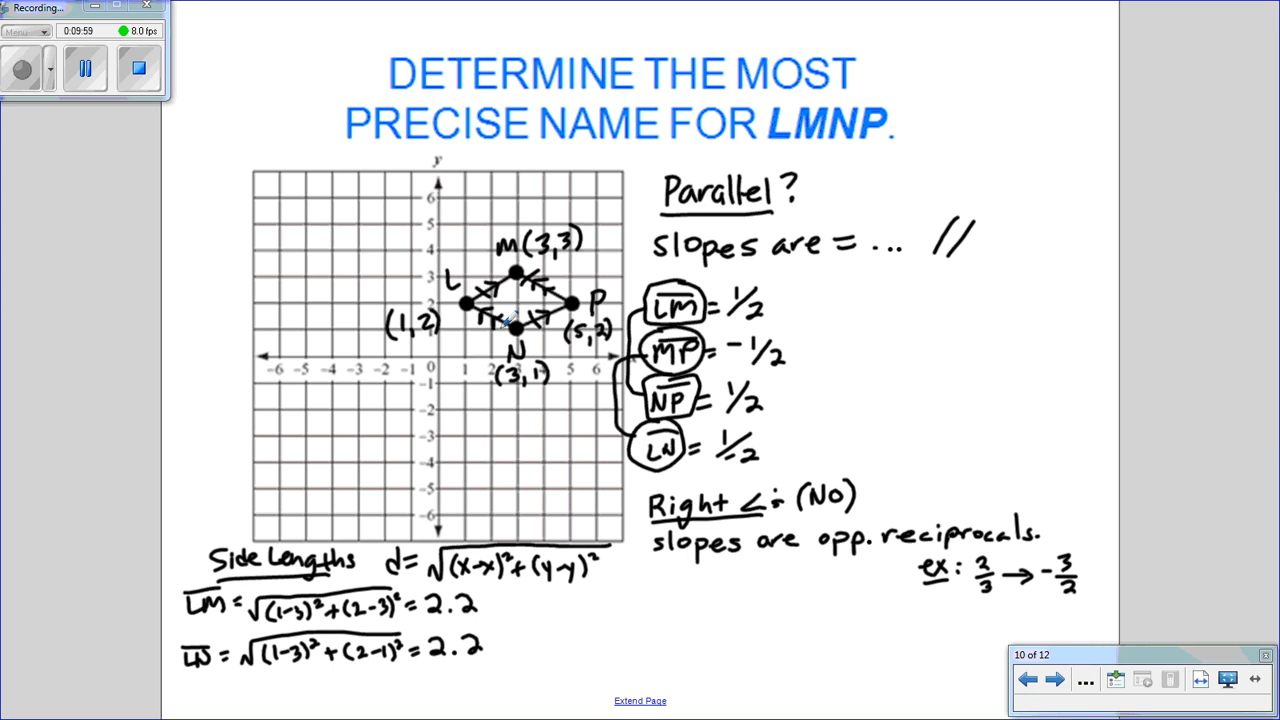 Recording...
Menu
0:09:59
8.0 fps
DETERMINE THE MOST
PRECISE NAME FOR LMNP.
y
6
5
4
3
2
1
-6 -5 -4 -3 -2 -1 0 1 2 5 6
-1
-2
-3
-4
-5
-6
M(3,3)
L
P
(1,2)
(5,2)
N
(3,1)
Parallel?
slopes are = ... //
LM = 1/2
MP = -1/2
NP = 1/2
LN = 1/-2
Right ∠: (NO)
slopes are opp. reciprocals.
ex: 2/3 → -3/2
Side Lengths d = √(x-x)²+(y-y)²
LM = √(1-3)²+(2-3)² = 2.2
LN = √(1-3)²+(2-1)² = 2.2
Extend Page
10 of 12
...